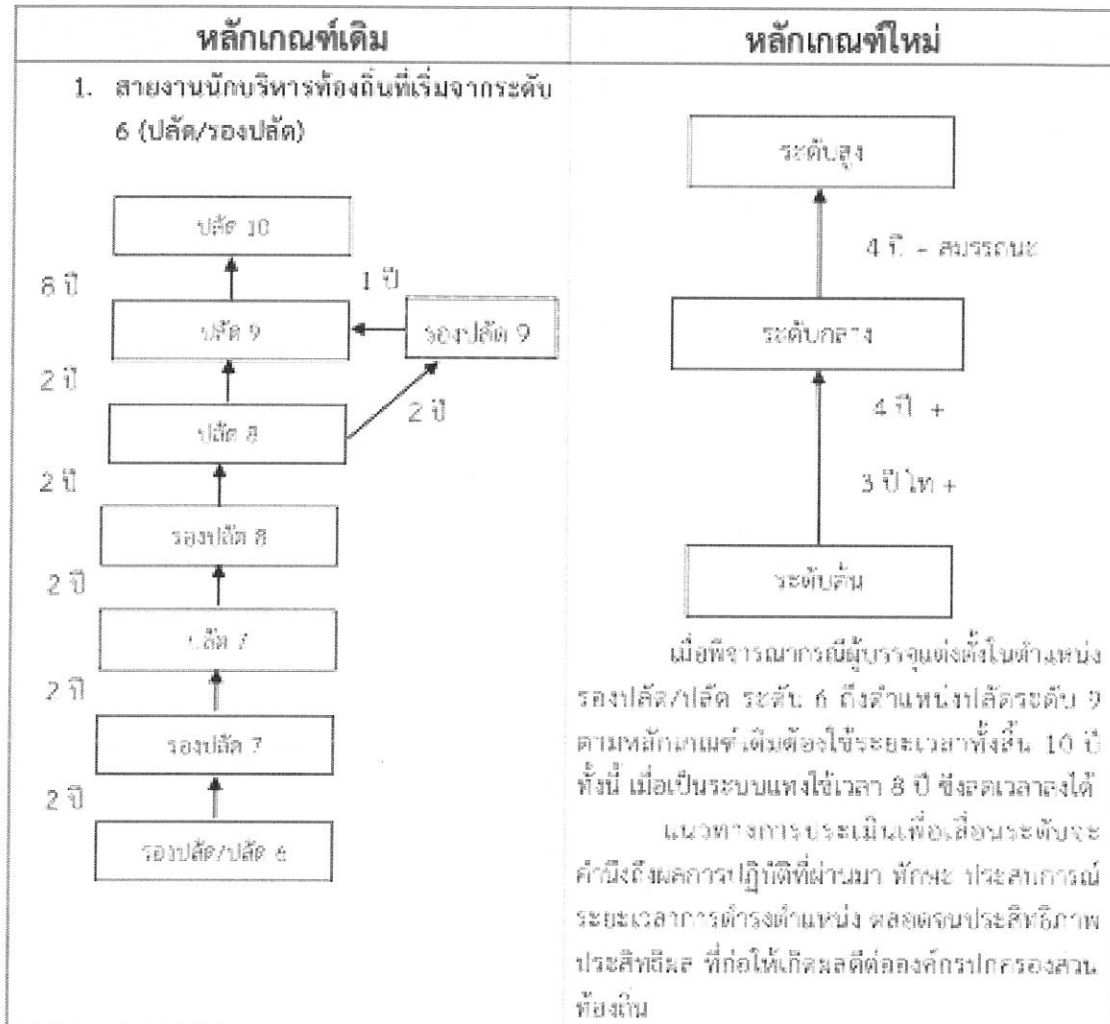 หลักเกณฑ์เดิม
1. สายงานนักบริหารท้องถิ่นที่เริ่มจากระดับ
6 (ปลัด/รองปลัด)
ปลัด 10
8 ปี
1 ปี
ปลัด 9
รองปลัด 9
2 ปี
2 ปี
ปลัด 8
2 ปี
รองปลัด 8
2 ปี
ปลัด 7
2 ปี
รองปลัด 7
2 ปี
รองปลัด/ปลัด 6
หลักเกณฑ์ใหม่
ระดับสูง
4 ปี - สมรรถนะ
ระดับกลาง
4 ปี +
3 ปี โท +
ระดับต้น
เมื่อพิจารณากรณีผู้บรรจุแต่งตั้งในตำแหน่ง
รองปลัด/ปลัด ระดับ 6 ถึงตำแหน่งปลัดระดับ 9
ตามหลักเกณฑ์เดิมต้องใช้ระยะเวลาทั้งสิ้น 10 ปี
ทั้งนี้ เมื่อเป็นระบบแท่งใช้เวลา 8 ปี ซึ่งลดเวลาลงได้
แนวทางการประเมินเพื่อเลื่อนระดับจะ
คำนึงถึงผลการปฏิบัติที่ผ่านมา ทักษะ ประสบการณ์
ระยะเวลาการดำรงตำแหน่ง ตลอดจนประสิทธิภาพ
ประสิทธิผล ที่ก่อให้เกิดผลดีต่อองค์กรปกครองส่วน
ท้องถิ่น